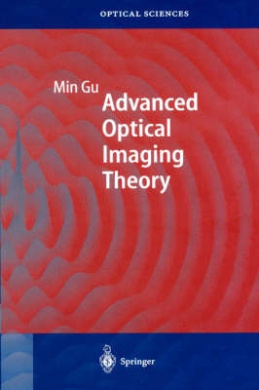 OPTICAL SCIENCES
Min Gu
Advanced
Optical
Imaging
Theory
Springer